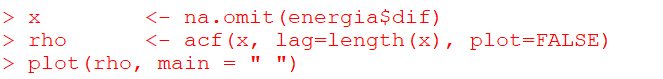 > x        <- na.omit(energia$dif)
> rho      <- acf(x, lag=length(x), plot=FALSE)
> plot(rho, main = " ")